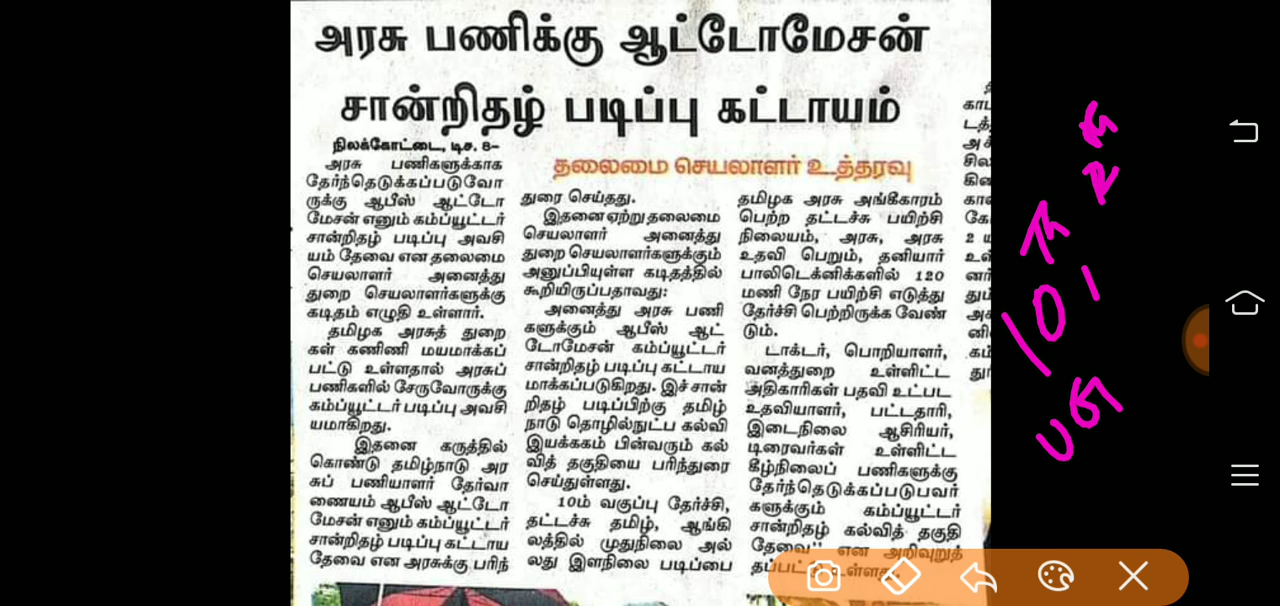 அரசு பணிக்கு ஆட்டோமேசன்
சான்றிதழ் படிப்பு கட்டாயம்
தலைமை செயலாளர் உத்தரவு
நிலக்கோட்டை, டிச. 8–
அரசு பணிகளுக்காக
தேர்ந்தெடுக்கப்படுவோ
ருக்கு ஆபீஸ் ஆட்டோ
மேசன் எனும் கம்ப்யூட்டர்
சான்றிதழ் படிப்பு அவசி
யம் தேவை என தலைமை
செயலாளர் அனைத்து
துறை செயலாளர்களுக்கு
கடிதம் எழுதி உள்ளார்.
தமிழக அரசுத் துறை
கள் கணிணி மயமாக்கப்
பட்டு உள்ளதால் அரசுப்
பணிகளில் சேருவோருக்கு
கம்ப்யூட்டர் படிப்பு அவசி
யமாகிறது.
இதனை கருத்தில்
கொண்டு தமிழ்நாடு அர
சுப் பணியாளர் தேர்வா
ணையம் ஆபீஸ் ஆட்டோ
மேசன் எனும் கம்ப்யூட்டர்
சான்றிதழ் படிப்பு கட்டாய
தேவை என அரசுக்கு பரிந்
துரை செய்தது.
இதனை ஏற்று தலைமை
செயலாளர் அனைத்து
துறை செயலாளர்களுக்கும்
அனுப்பியுள்ள கடிதத்தில்
கூறியிருப்பதாவது:
அனைத்து அரசு பணி
களுக்கும் ஆபீஸ் ஆட்
டோமேசன் கம்ப்யூட்டர்
சான்றிதழ் படிப்பு கட்டாய
மாக்கப்படுகிறது. இச்சான்
றிதழ் படிப்பிற்கு தமிழ்
நாடு தொழில்நுட்ப கல்வி
இயக்ககம் பின்வரும் கல்
வித் தகுதியை பரிந்துரை
செய்துள்ளது.
10ம் வகுப்பு தேர்ச்சி,
தட்டச்சு தமிழ், ஆங்கி
லத்தில் முதுநிலை அல்
லது இளநிலை படிப்பை
தமிழக அரசு அங்கீகாரம்
பெற்ற தட்டச்சு பயிற்சி
நிலையம், அரசு, அரசு
உதவி பெறும், தனியார்
பாலிடெக்னிக்களில் 120
மணி நேர பயிற்சி எடுத்து
தேர்ச்சி பெற்றிருக்க வேண்
டும்.
டாக்டர், பொறியாளர்,
வனத்துறை உள்ளிட்ட
அதிகாரிகள் பதவி உட்பட
உதவியாளர், பட்டதாரி,
இடைநிலை ஆசிரியர்,
டிரைவர்கள் உள்ளிட்ட
கீழ்நிலைப் பணிகளுக்கு
தேர்ந்தெடுக்கப்படுபவர்
களுக்கும் கம்ப்யூட்டர்
சான்றிதழ் கல்வித் தகுதி
தேவை'' என அறிவுறுத்
தப்பட்டு உள்ளது.